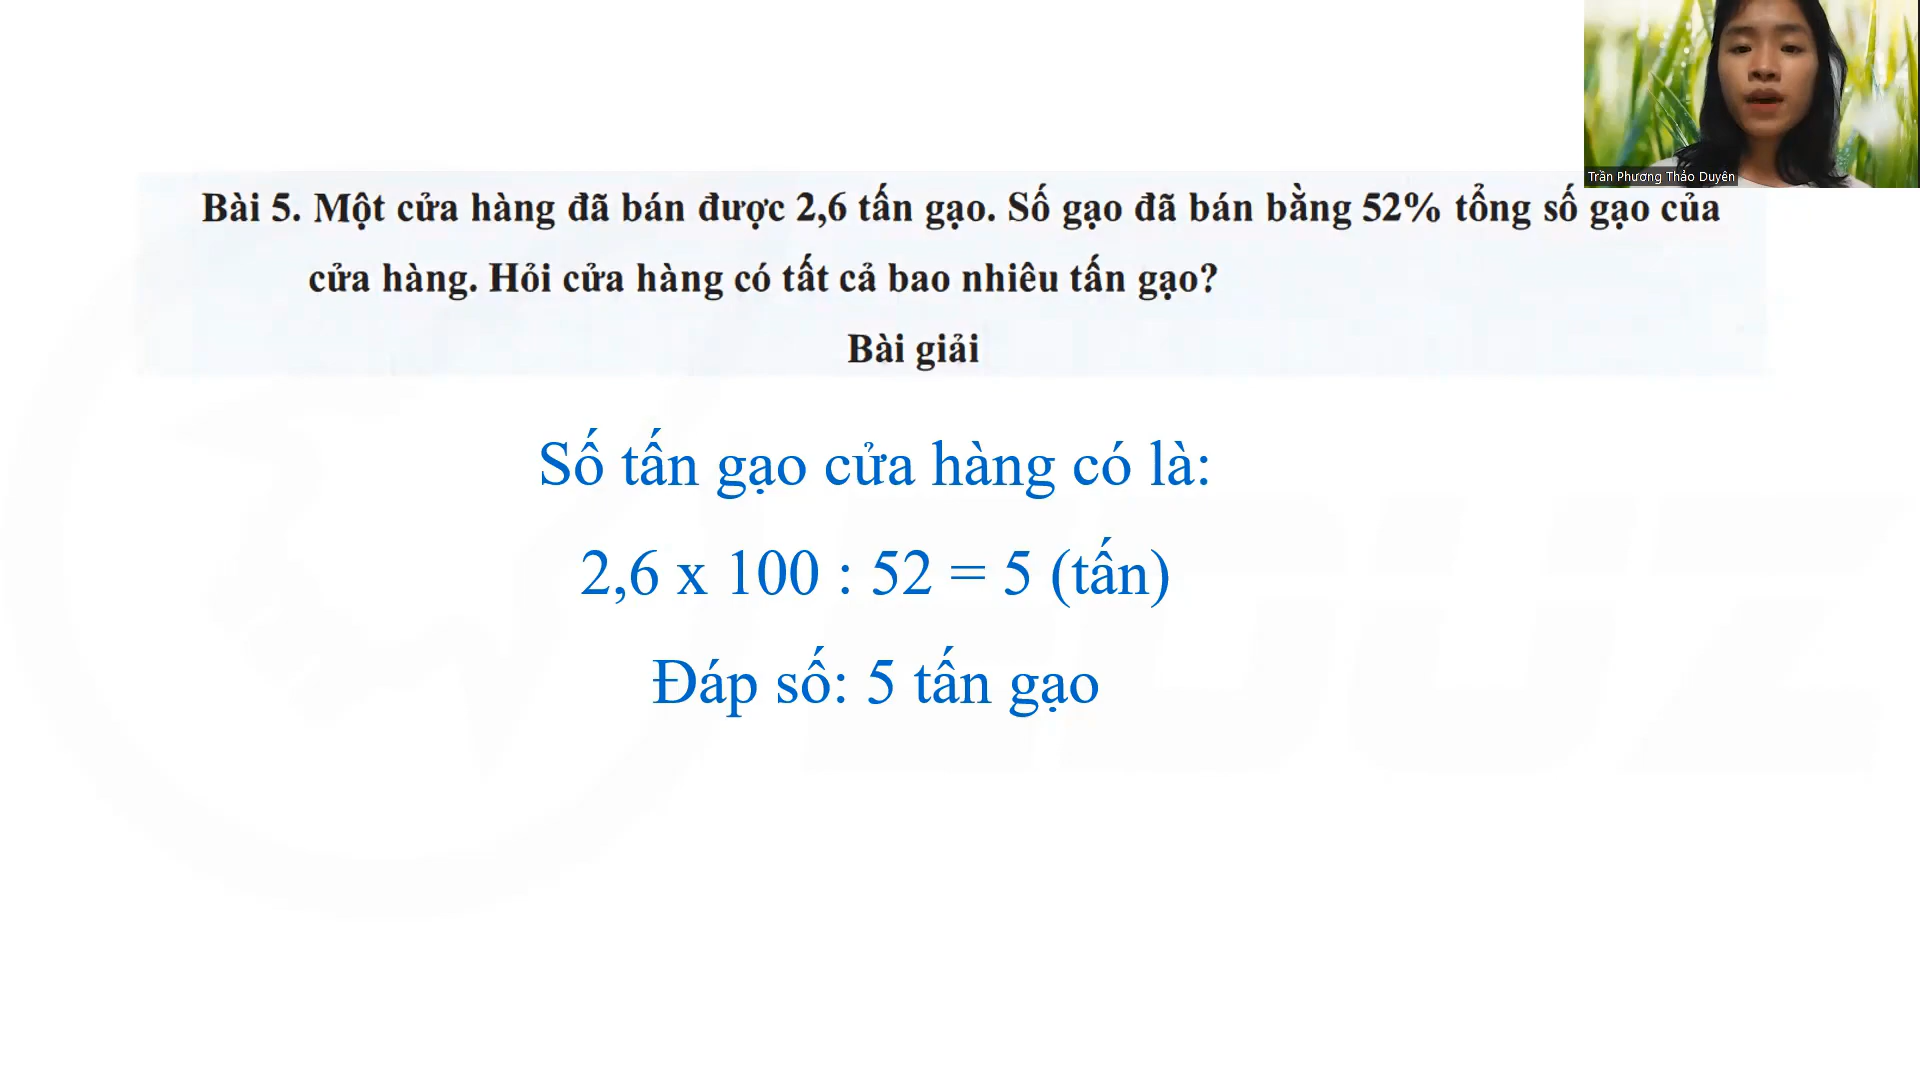 Trần Phương Thảo Duyên
Bài 5. Một cửa hàng đã bán được 2,6 tấn gạo. Số gạo đã bán bằng 52% tổng số gạo của
cửa hàng. Hỏi cửa hàng có tất cả bao nhiêu tấn gạo?
Bài giải
Số tấn gạo cửa hàng có là:
2,6 x 100 : 52 = 5 (tấn)
Đáp số: 5 tấn gạo